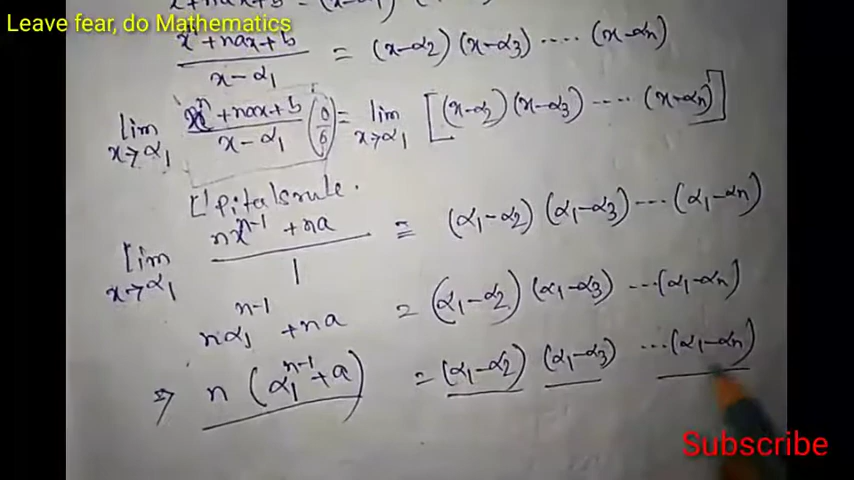 x^n+nax+b = (x-α1) (
Leave fear, do Mathematics
x^n+nax+b / x-α1 = (x-α2) (x-α3) ..... (x-αn)
lim x→α1 x^n+nax+b / x-α1 (0/0) = lim x→α1 [(x-α2) (x-α3) ..... (x-αn)]
L'Pitalsrule.
lim x→α1 nx^n-1 +na / 1 = (α1-α2) (α1-α3) ... (α1-αn)
nα1^n-1 +na = (α1-α2) (α1-α3) ...(α1-αn)
⇒ n (α1^n-1 +a) = (α1-α2) (α1-α3) ...(α1-αn)
Subscribe